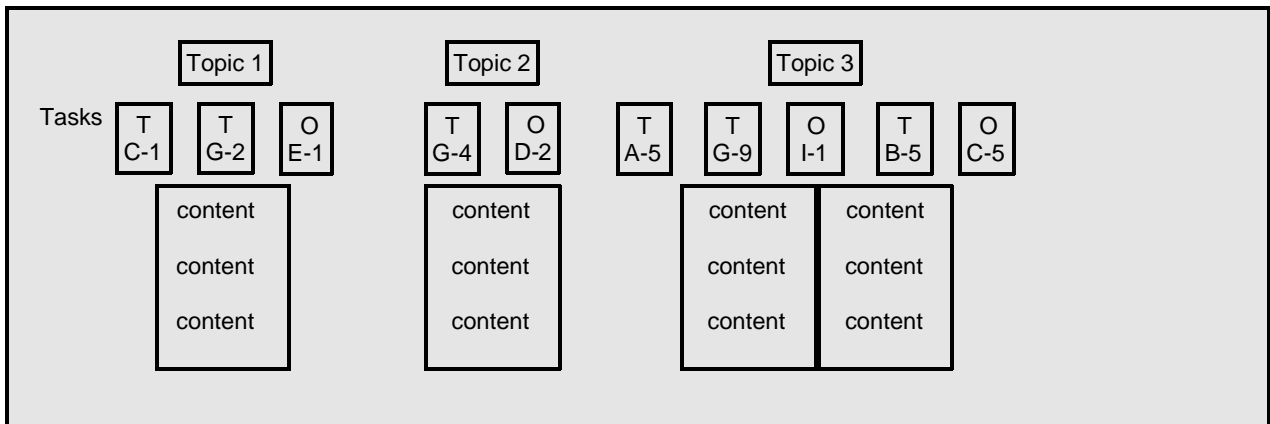 Topic 1 Topic 2 Topic 3
Tasks
T T O T O T T O T O
C-1 G-2 E-1 G-4 D-2 A-5 G-9 I-1 B-5 C-5
content content content content
content content content content
content content content content